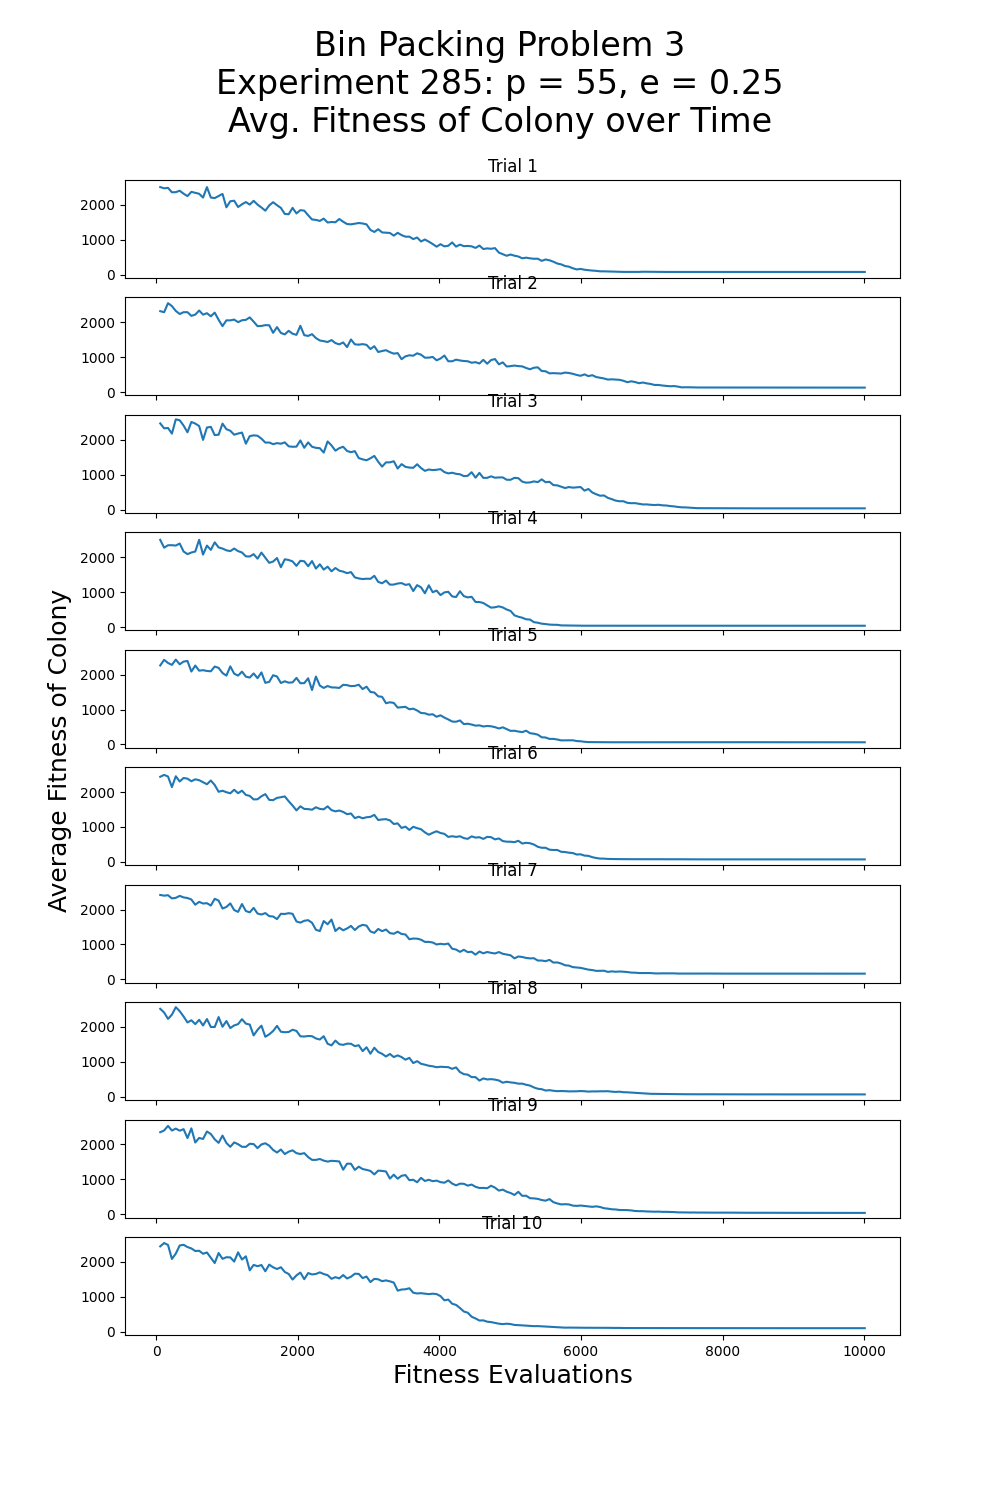 Bin Packing Problem 3
Experiment 285: p = 55, e = 0.25
Avg. Fitness of Colony over Time
Trial 1
2000
1000
0
Trial 2
2000
1000
0
Trial 3
2000
1000
0
Trial 4
2000
1000
0
Trial 5
2000
1000
0
Trial 6
2000
1000
0
Trial 7
2000
1000
0
Trial 8
2000
1000
0
Trial 9
2000
1000
0
Trial 10
2000
1000
0
0 2000 4000 6000 8000 10000
Fitness Evaluations
Average Fitness of Colony